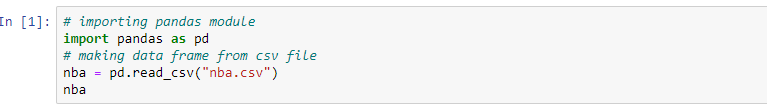 In [1]: # importing pandas module
import pandas as pd
# making data frame from csv file
nba = pd.read_csv("nba.csv")
nba